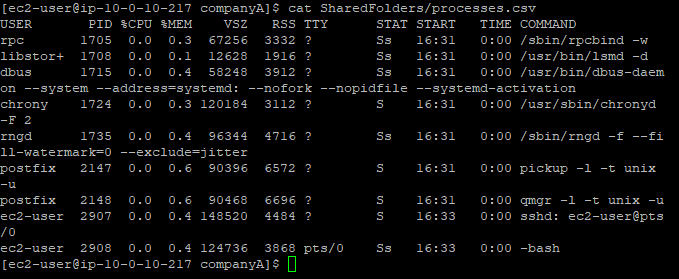 [ec2-user@ip-10-0-10-217 companyA]$ cat SharedFolders/processes.csv
USER       PID %CPU %MEM    VSZ   RSS TTY      STAT START   TIME COMMAND
rpc       1705  0.0  0.3  67256  3332 ?        Ss   16:31   0:00 /sbin/rpcbind -w
libstor+  1708  0.0  0.1  12628  1916 ?        Ss   16:31   0:00 /usr/bin/lsmd -d
dbus      1715  0.0  0.4  58248  3912 ?        Ss   16:31   0:00 /usr/bin/dbus-daem
on --system --address=systemd: --nofork --nopidfile --systemd-activation
chrony    1724  0.0  0.3 120184  3112 ?        S    16:31   0:00 /usr/sbin/chronyd
-F 2
rngd      1735  0.0  0.4  96344  4716 ?        Ss   16:31   0:00 /sbin/rngd -f --fi
ll-watermark=0 --exclude=jitter
postfix   2147  0.0  0.6  90396  6572 ?        S    16:31   0:00 pickup -l -t unix
-u
postfix   2148  0.0  0.6  90468  6696 ?        S    16:31   0:00 qmgr -l -t unix -u
ec2-user  2907  0.0  0.4 148520  4484 ?        S    16:33   0:00 sshd: ec2-user@pts
/0
ec2-user  2908  0.0  0.4 124736  3868 pts/0    Ss   16:33   0:00 -bash
[ec2-user@ip-10-0-10-217 companyA]$